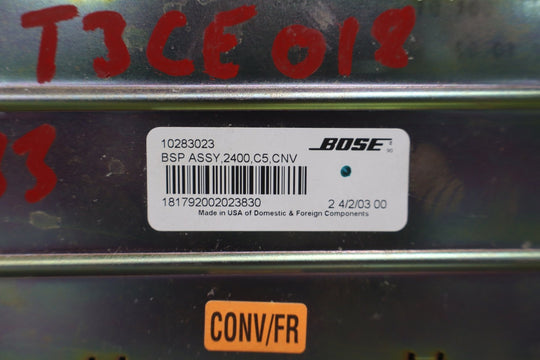 T3CE018
33
10283023
BOSE
BSP ASSY,2400,C5,CNV
181792002023830
2 4/2/03 00
Made in USA of Domestic & Foreign Components
CONV/FR